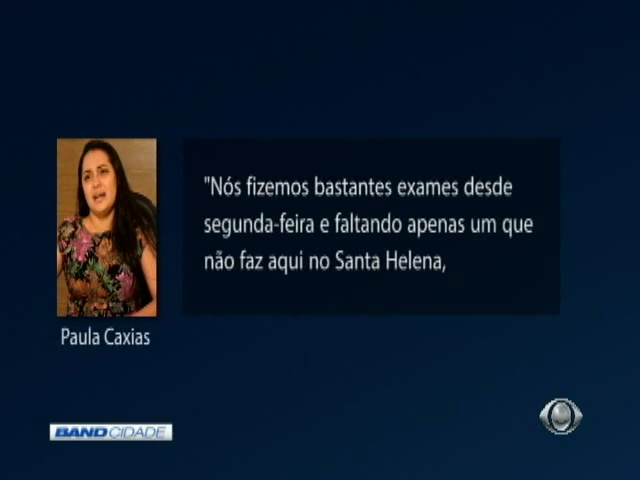 "Nós fizemos bastantes exames desde
segunda-feira e faltando apenas um que
não faz aqui no Santa Helena,
Paula Caxias
BAND CIDADE